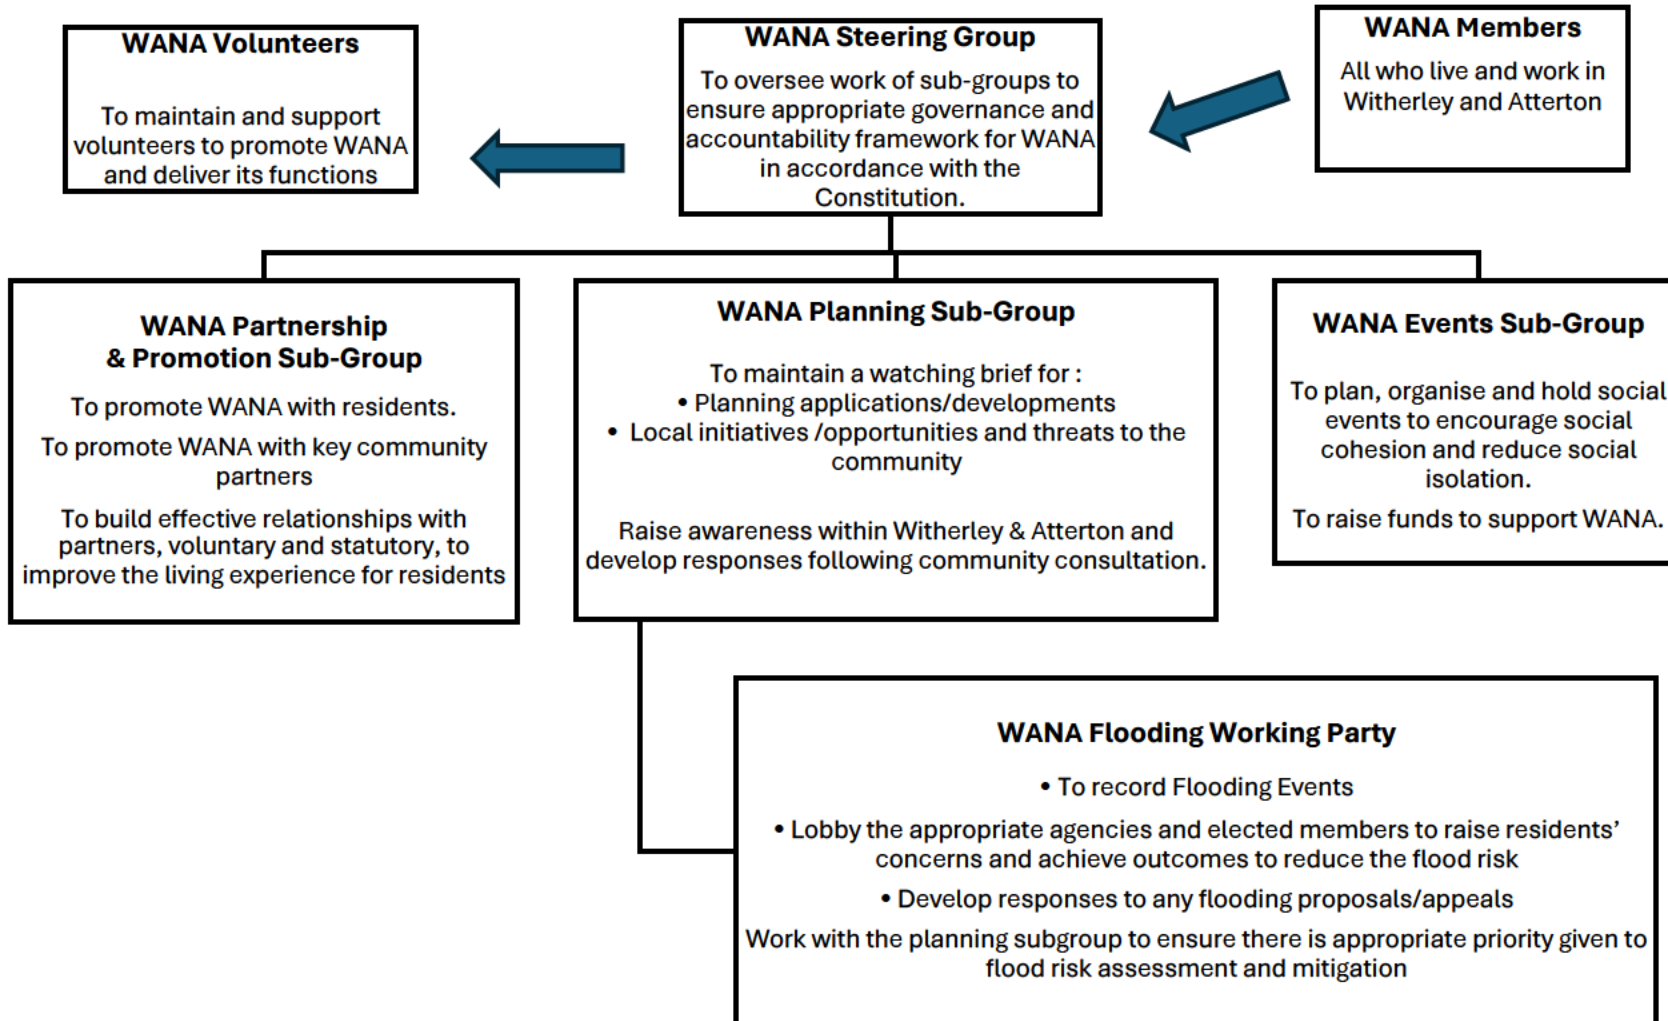 WANA Volunteers
To maintain and support
volunteers to promote WANA
and deliver its functions
WANA Steering Group
To oversee work of sub-groups to
ensure appropriate governance and
accountability framework for WANA
in accordance with the
Constitution.
WANA Members
All who live and work in
Witherley and Atterton
WANA Partnership
& Promotion Sub-Group
To promote WANA with residents.
To promote WANA with key community
partners
To build effective relationships with
partners, voluntary and statutory, to
improve the living experience for residents
WANA Planning Sub-Group
To maintain a watching brief for :
• Planning applications/developments
• Local initiatives /opportunities and threats to the
community
Raise awareness within Witherley & Atterton and
develop responses following community consultation.
WANA Events Sub-Group
To plan, organise and hold social
events to encourage social
cohesion and reduce social
isolation.
To raise funds to support WANA.
WANA Flooding Working Party
• To record Flooding Events
• Lobby the appropriate agencies and elected members to raise residents’
concerns and achieve outcomes to reduce the flood risk
• Develop responses to any flooding proposals/appeals
Work with the planning subgroup to ensure there is appropriate priority given to
flood risk assessment and mitigation